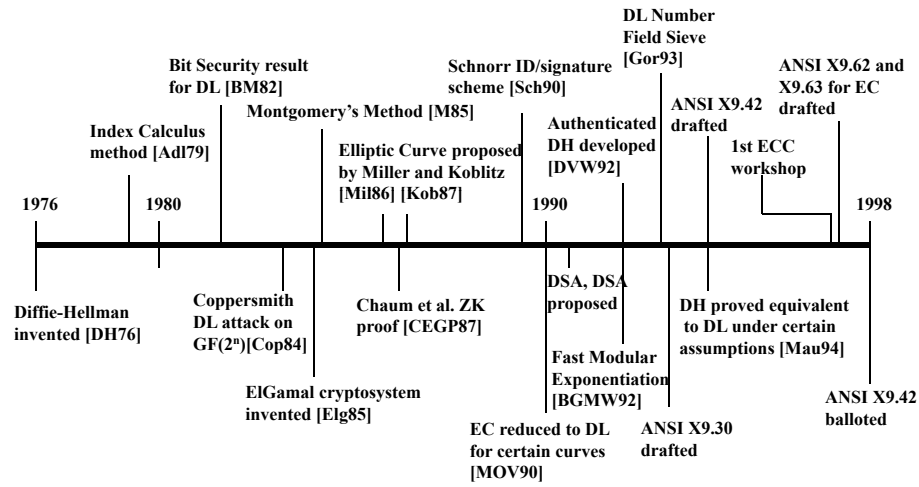 DL Number
Field Sieve
[Gor93]
Bit Security result
for DL [BM82]
Schnorr ID/signature
scheme [Sch90]
ANSI X9.62 and
X9.63 for EC
drafted
Montgomery's Method [M85]
ANSI X9.42
drafted
Index Calculus
method [Adl79]
Elliptic Curve proposed
by Miller and Koblitz
[Mil86] [Kob87]
Authenticated
DH developed
[DVW92]
1st ECC
workshop
1976
1980
1990
1998
Diffie-Hellman
invented [DH76]
Coppersmith
DL attack on
GF(2ⁿ)[Cop84]
Chaum et al. ZK
proof [CEGP87]
DSA, DSA
proposed
DH proved equivalent
to DL under certain
assumptions [Mau94]
Fast Modular
Exponentiation
[BGMW92]
ElGamal cryptosystem
invented [Elg85]
ANSI X9.42
balloted
EC reduced to DL
for certain curves
[MOV90]
ANSI X9.30
drafted